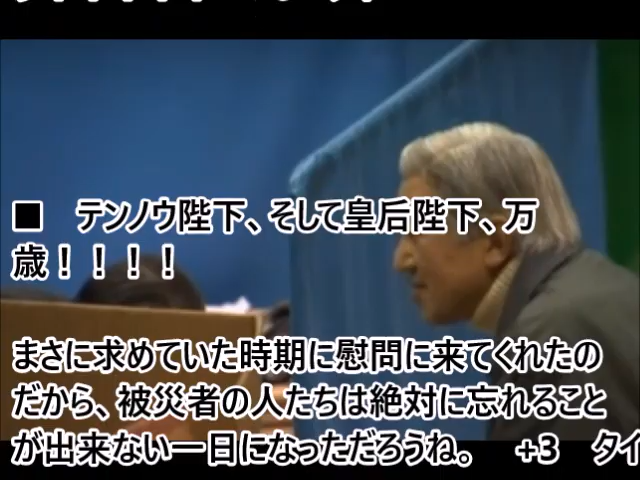 ■ テンノウ陛下、そして皇后陛下、万
歳！！！！
まさに求めていた時期に慰問に来てくれたの
だから、被災者の人たちは絶対に忘れること
が出来ない一日になっただろうね。 +3 タイ